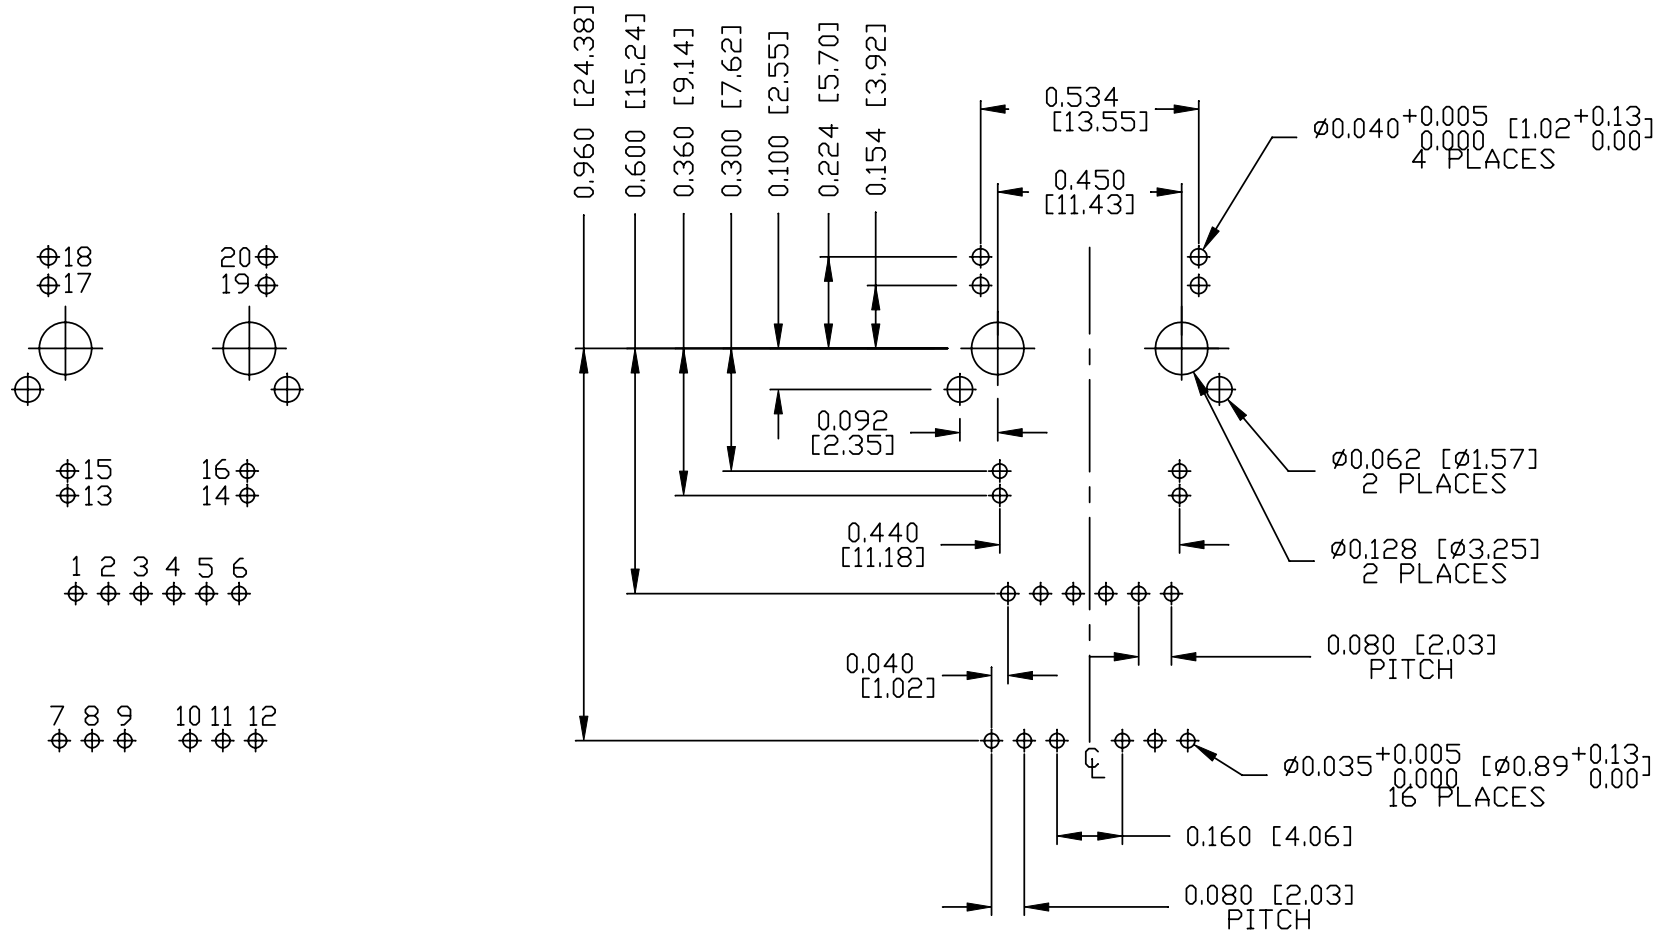 0.960 [24.38]
0.600 [15.24]
0.360 [9.14]
0.300 [7.62]
0.100 [2.55]
0.224 [5.70]
0.154 [3.92]
0.534
[13.55]
0.450
[11.43]
Ø0.040 +0.005 [1.02 +0.13]
0.000 0.00
4 PLACES
18
17
20
19
0.092
[2.35]
15
13
16
14
Ø0.062 [Ø1.57]
2 PLACES
0.440
[11.18]
Ø0.128 [Ø3.25]
2 PLACES
1 2 3 4 5 6
0.080 [2.03]
PITCH
0.040
[1.02]
7 8 9 10 11 12
CL
Ø0.035 +0.005 [Ø0.89 +0.13]
0.000 0.00
16 PLACES
0.160 [4.06]
0.080 [2.03]
PITCH